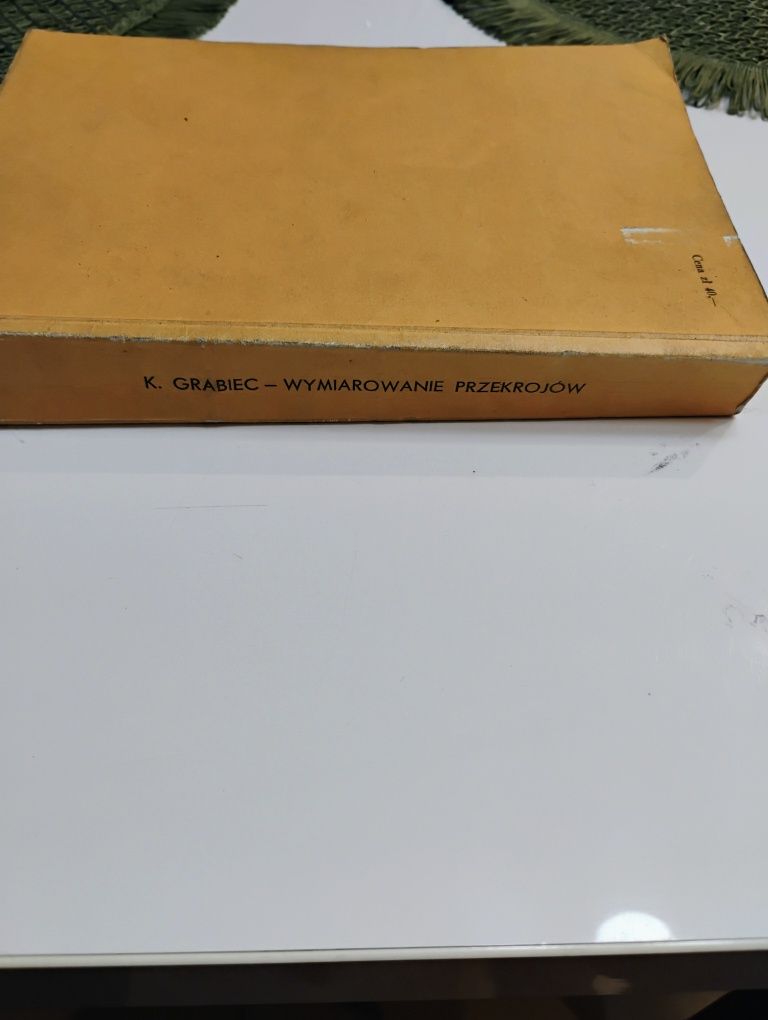 Cena zł 40,—
K. GRABIEC – WYMIAROWANIE PRZEKROJÓW